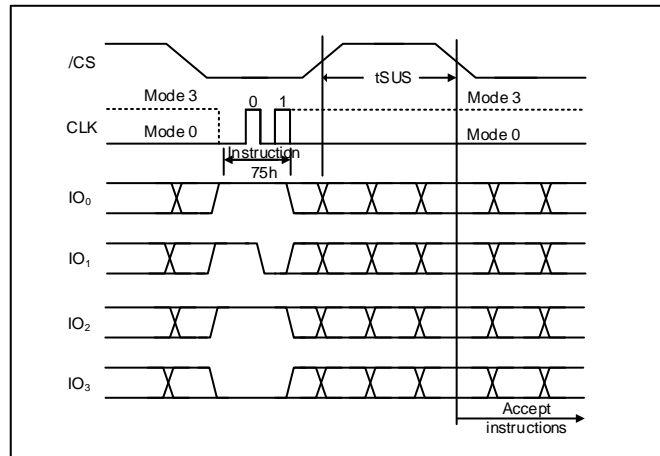 /CS
tSUS
Mode 3
0
1
Mode 3
CLK
Mode 0
Mode 0
Instruction
75h
IO0
IO1
IO2
IO3
Accept
instructions